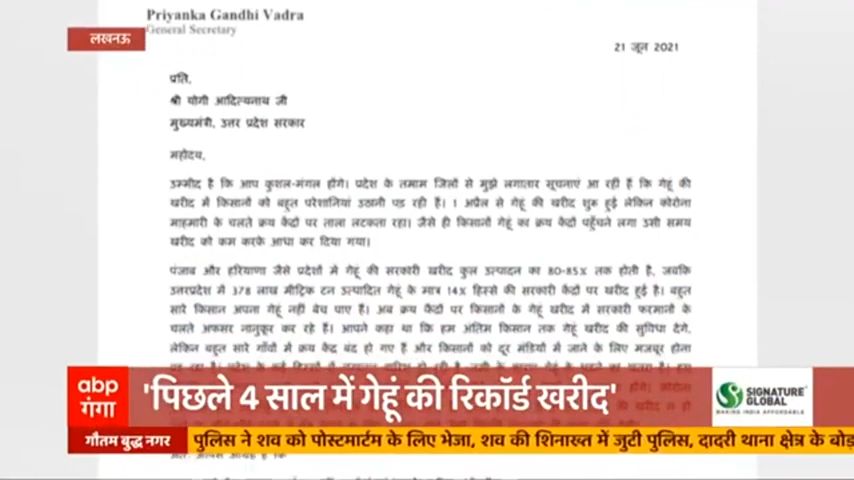 Priyanka Gandhi Vadra
General Secretary
लखनऊ
21 जून 2021
प्रति,
श्री योगी आदित्यनाथ जी
मुख्यमंत्री, उत्तर प्रदेश सरकार
महोदय,
उम्मीद है कि आप कुशल-मंगल होंगे। प्रदेश के तमाम जिलों से मुझे लगातार सूचनाएं आ रहीं हैं कि गेहूं की
खरीद में किसानों को बहुत परेशानियां उठानी पड़ रही हैं। 1 अप्रैल से गेहूं की खरीद शुरू हुई लेकिन कोरोना
माहमारी के चलते क्रय केंद्रों पर ताला लटकता रहा। जैसे ही किसानों गेहूं का क्रय केंद्रों पहुँचने लगा उसी समय
खरीद को कम करके आधा कर दिया गया।
पंजाब और हरियाणा जैसे प्रदेशों में गेहूं की सरकारी खरीद कुल उत्पादन का 80-85% तक होती है, जबकि
उत्तरप्रदेश में 378 लाख मीट्रिक टन उत्पादित गेहूं के मात्र 14% हिस्से की सरकारी केंद्रों पर खरीद हुई है। बहुत
सारे किसान अपना गेहूं नहीं बेच पाए हैं। अब क्रय केंद्रों पर किसानों के गेहूं खरीद में सरकारी फरमानों के
चलते अफसर नानुकूर कर रहे हैं। आपने कहा था कि हम अंतिम किसान तक गेहूं खरीद की सुविधा देंगे,
लेकिन बहुत सारे गाँवों में क्रय केंद्र बंद हो गए हैं और किसानों को दूर मंडियों में जाने के लिए मजबूर होना
abp
गंगा
'पिछले 4 साल में गेहूं की रिकॉर्ड खरीद'
SIGNATURE
GLOBAL
MAKING INDIA AFFORDABLE
गौतम बुद्ध नगर
पुलिस ने शव को पोस्टमार्टम के लिए भेजा, शव की शिनाख्त में जुटी पुलिस, दादरी थाना क्षेत्र के बोड़